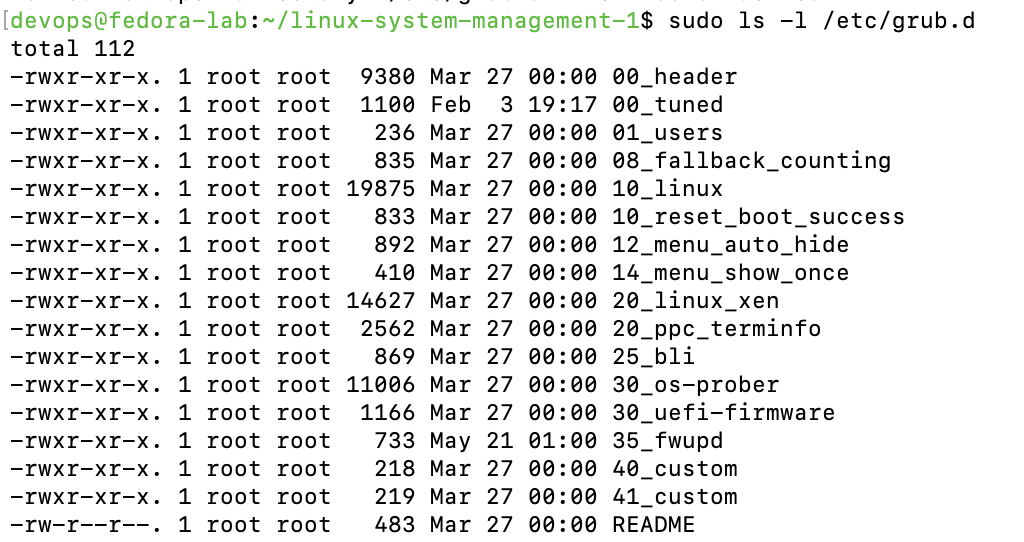 [devops@fedora-lab:~/linux-system-management-1$ sudo ls -l /etc/grub.d
total 112
-rwxr-xr-x. 1 root root  9380 Mar 27 00:00 00_header
-rwxr-xr-x. 1 root root  1100 Feb  3 19:17 00_tuned
-rwxr-xr-x. 1 root root   236 Mar 27 00:00 01_users
-rwxr-xr-x. 1 root root   835 Mar 27 00:00 08_fallback_counting
-rwxr-xr-x. 1 root root 19875 Mar 27 00:00 10_linux
-rwxr-xr-x. 1 root root   833 Mar 27 00:00 10_reset_boot_success
-rwxr-xr-x. 1 root root   892 Mar 27 00:00 12_menu_auto_hide
-rwxr-xr-x. 1 root root   410 Mar 27 00:00 14_menu_show_once
-rwxr-xr-x. 1 root root 14627 Mar 27 00:00 20_linux_xen
-rwxr-xr-x. 1 root root  2562 Mar 27 00:00 20_ppc_terminfo
-rwxr-xr-x. 1 root root   869 Mar 27 00:00 25_bli
-rwxr-xr-x. 1 root root 11006 Mar 27 00:00 30_os-prober
-rwxr-xr-x. 1 root root  1166 Mar 27 00:00 30_uefi-firmware
-rwxr-xr-x. 1 root root   733 May 21 01:00 35_fwupd
-rwxr-xr-x. 1 root root   218 Mar 27 00:00 40_custom
-rwxr-xr-x. 1 root root   219 Mar 27 00:00 41_custom
-rw-r--r--. 1 root root   483 Mar 27 00:00 README